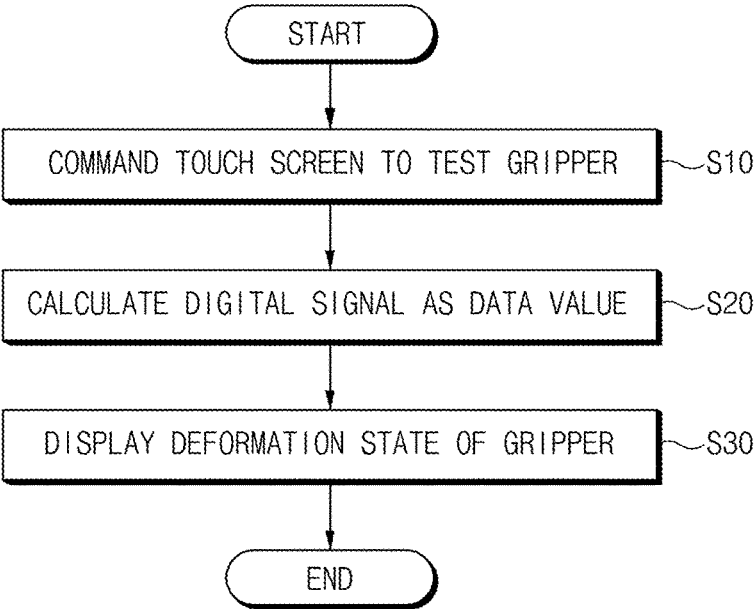 START
COMMAND TOUCH SCREEN TO TEST GRIPPER
S10
CALCULATE DIGITAL SIGNAL AS DATA VALUE
S20
DISPLAY DEFORMATION STATE OF GRIPPER
S30
END